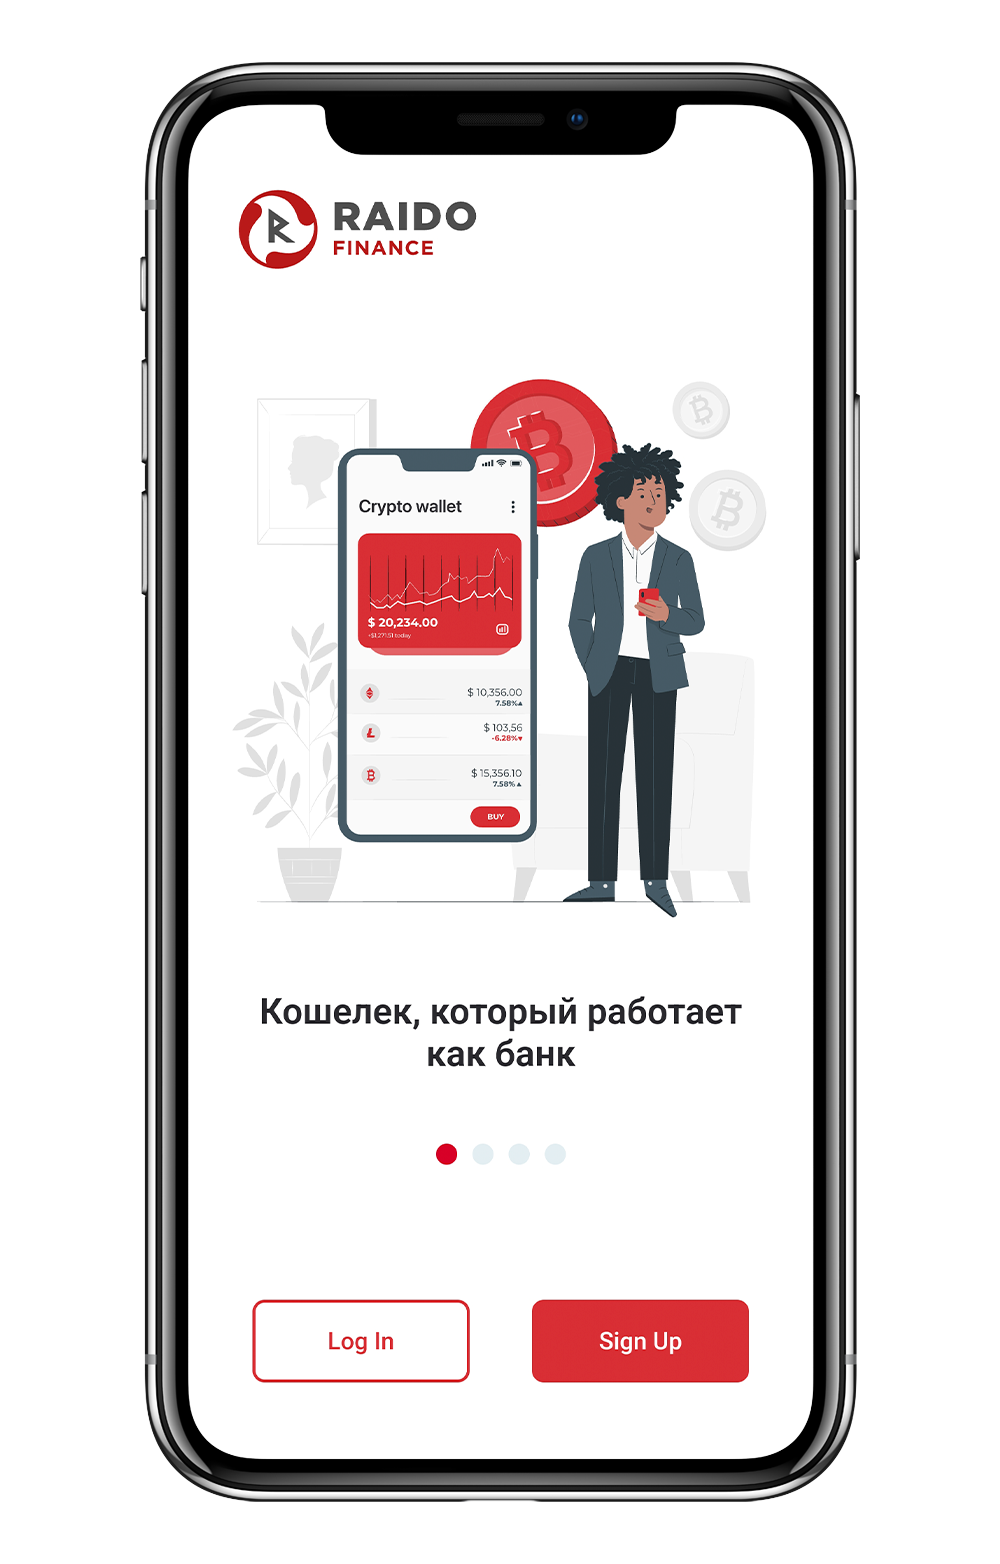 RAIDO
FINANCE
Crypto wallet
$ 20,234.00
+$1,271.51 today
$ 10,356.00
7.58%▲
$ 103,56
-6.28%▼
$ 15,356.10
7.58%▲
BUY
Кошелек, который работает
как банк
Log In
Sign Up